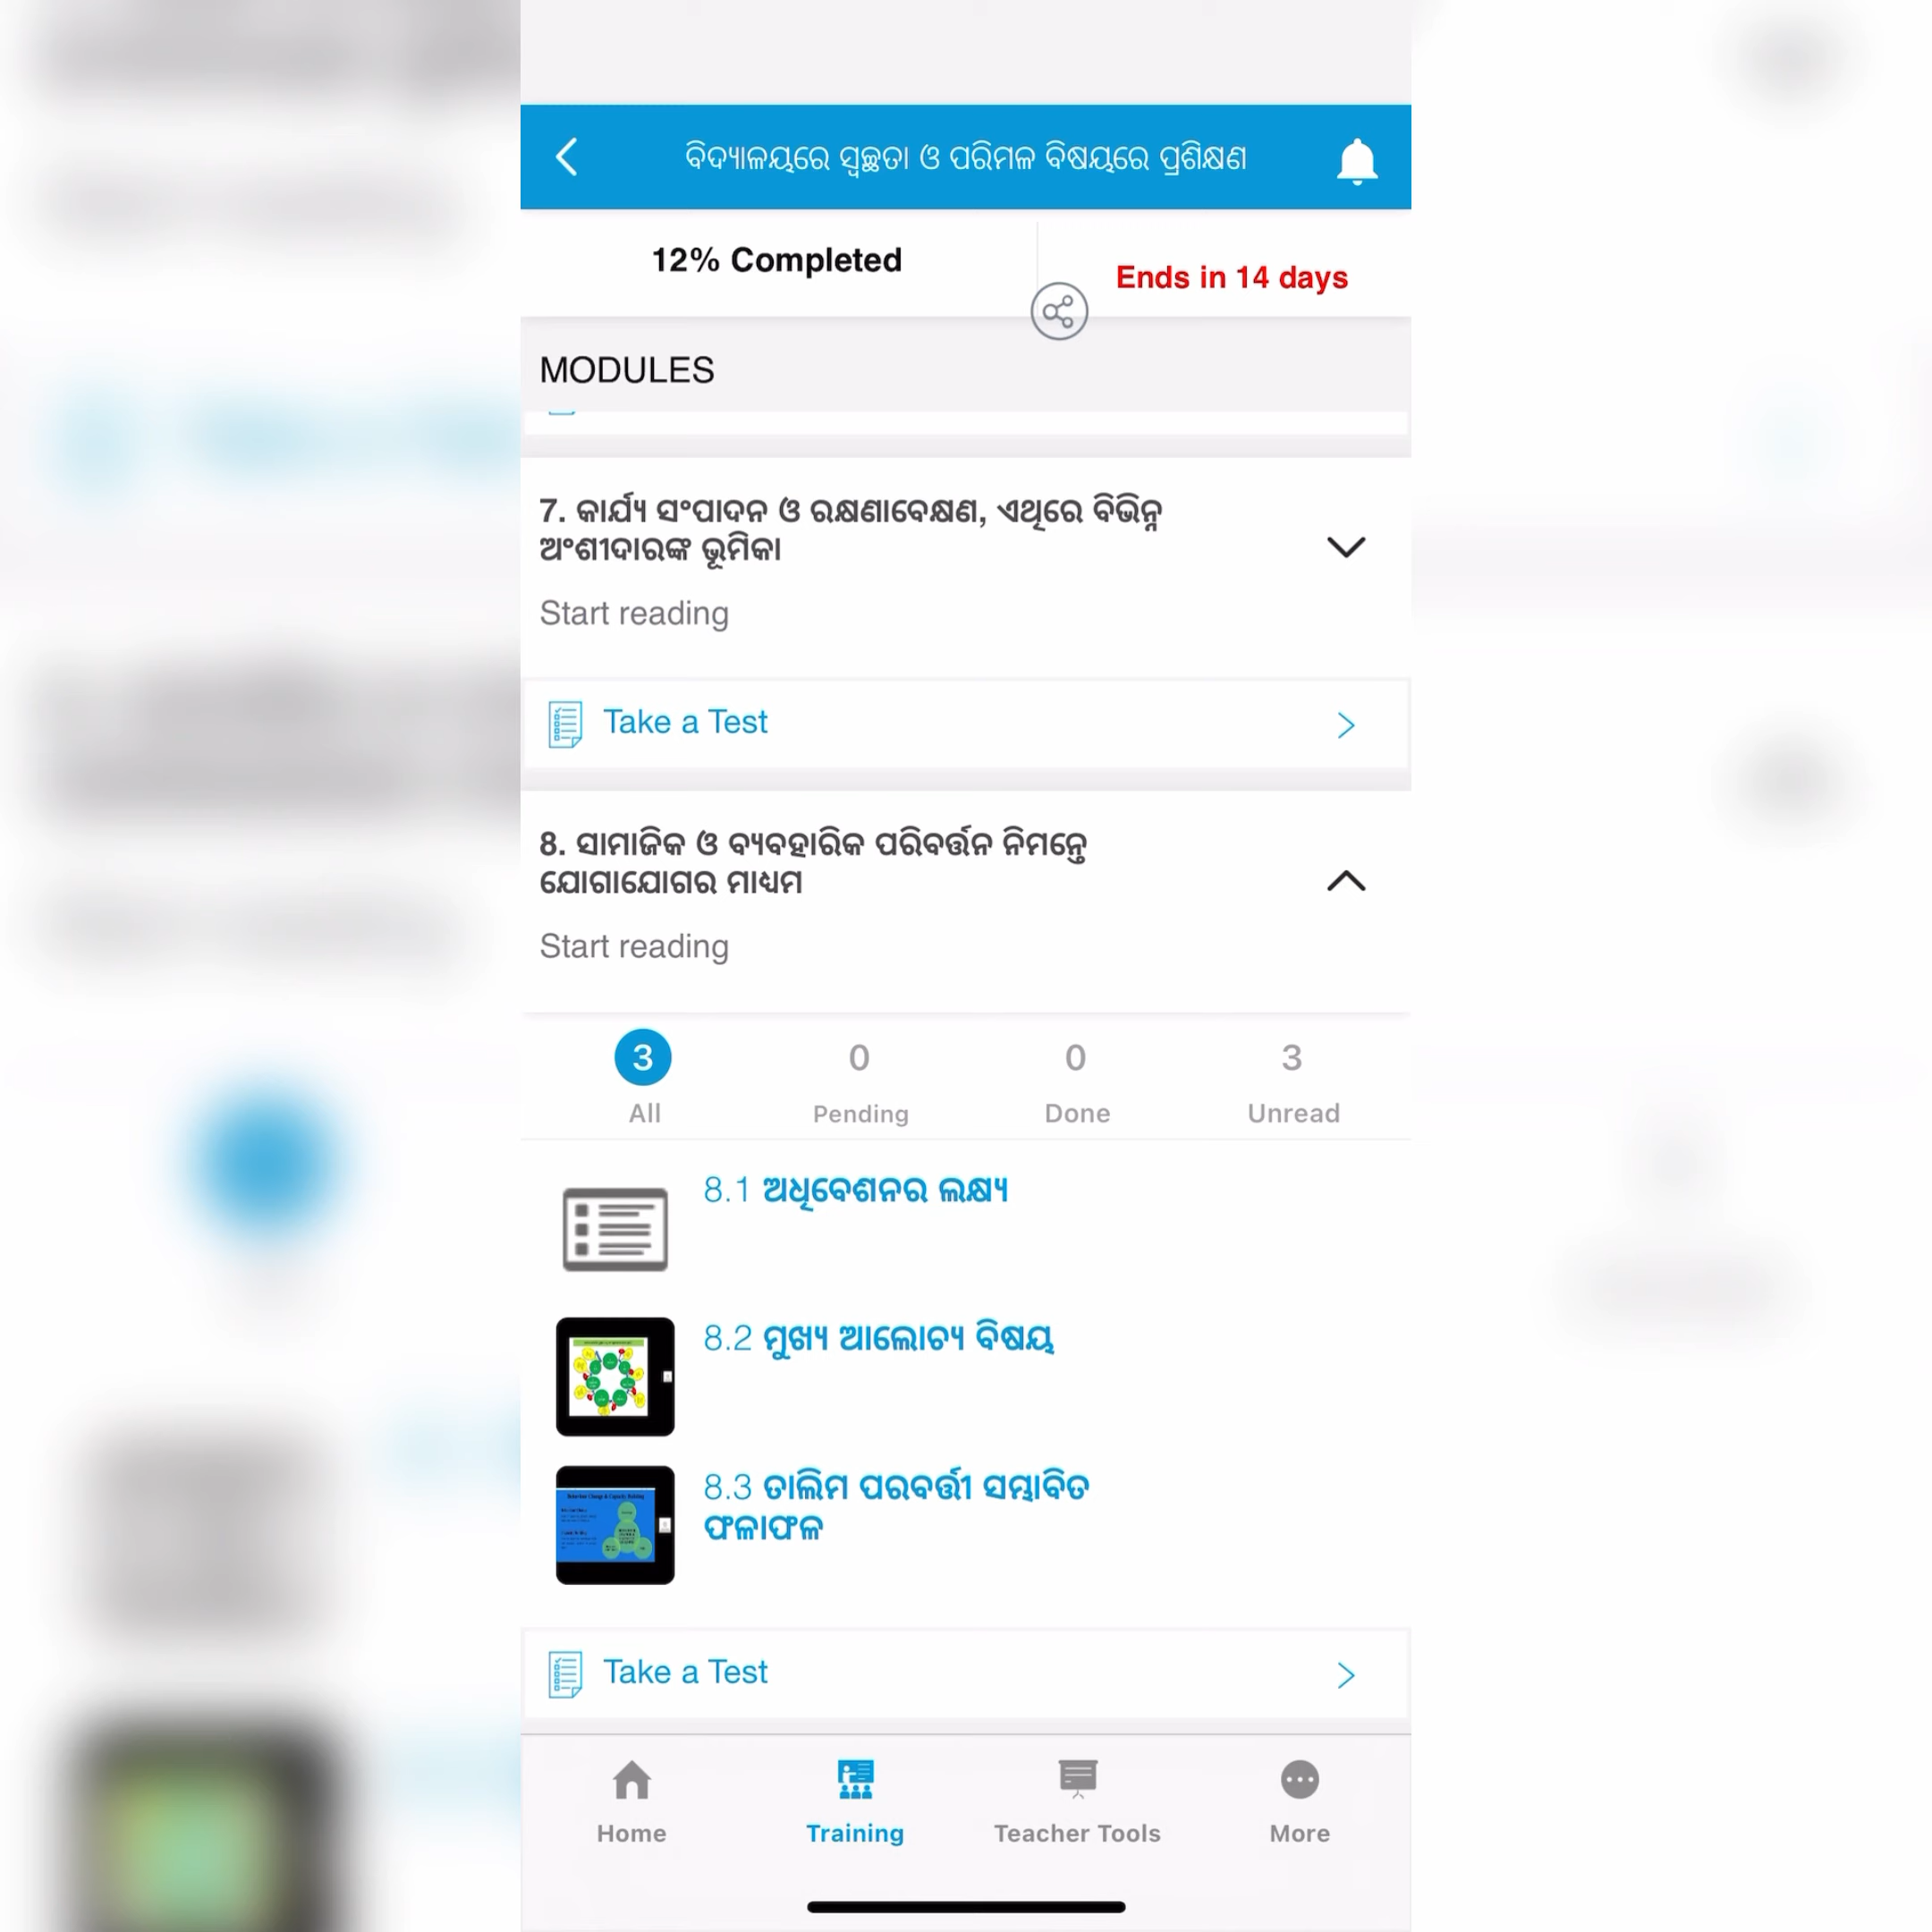 ବିଦ୍ୟାଳୟରେ ସ୍ୱଚ୍ଛତା ଓ ପରିମଳ ବିଷୟରେ ପ୍ରଶିକ୍ଷଣ
12% Completed
Ends in 14 days
MODULES
7. କାର୍ଯ୍ୟ ସଂପାଦନ ଓ ରକ୍ଷଣାବେକ୍ଷଣ, ଏଥିରେ ବିଭିନ୍ନ
ଅଂଶୀଦାରଙ୍କ ଭୂମିକା
Start reading
Take a Test
8. ସାମାଜିକ ଓ ବ୍ୟବହାରିକ ପରିବର୍ତ୍ତନ ନିମନ୍ତେ
ଯୋଗାଯୋଗର ମାଧ୍ୟମ
Start reading
3 0 0 3
All Pending Done Unread
8.1 ଅଧିବେଶନର ଲକ୍ଷ୍ୟ
8.2 ମୁଖ୍ୟ ଆଲୋଚ୍ୟ ବିଷୟ
8.3 ତାଲିମ ପରବର୍ତ୍ତୀ ସମ୍ଭାବିତ
ଫଳାଫଳ
Take a Test
Home Training Teacher Tools More